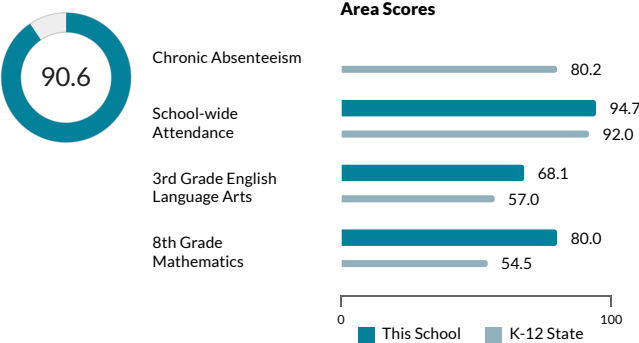 Area Scores
90.6
Chronic Absenteeism
80.2
School-wide
Attendance
94.7
92.0
3rd Grade English
Language Arts
68.1
57.0
8th Grade
Mathematics
80.0
54.5
0 100
This School K-12 State